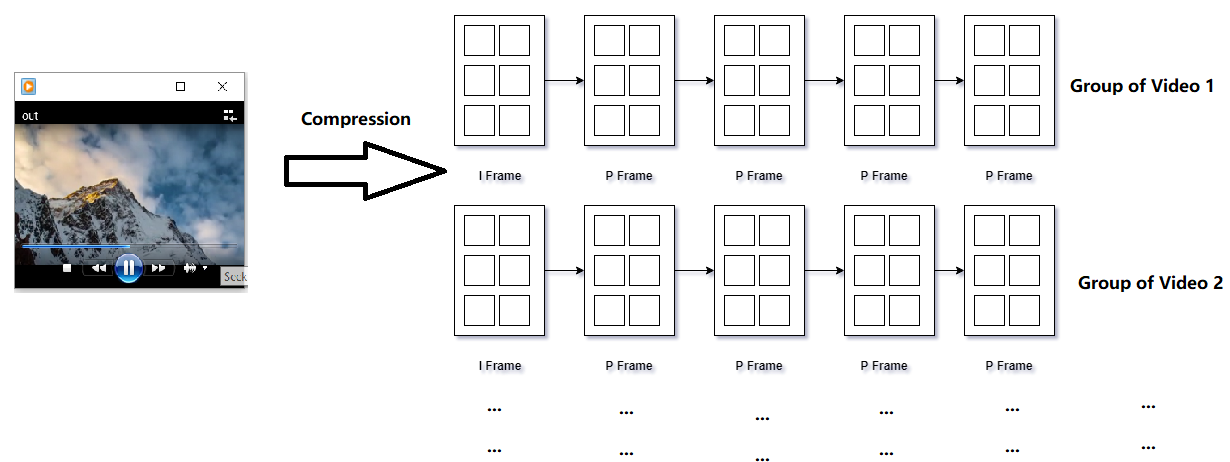 out
Seek
Compression
Group of Video 1
I Frame
P Frame
P Frame
P Frame
P Frame
Group of Video 2
I Frame
P Frame
P Frame
P Frame
P Frame
... ... ... ... ... ...
... ... ... ... ... ...